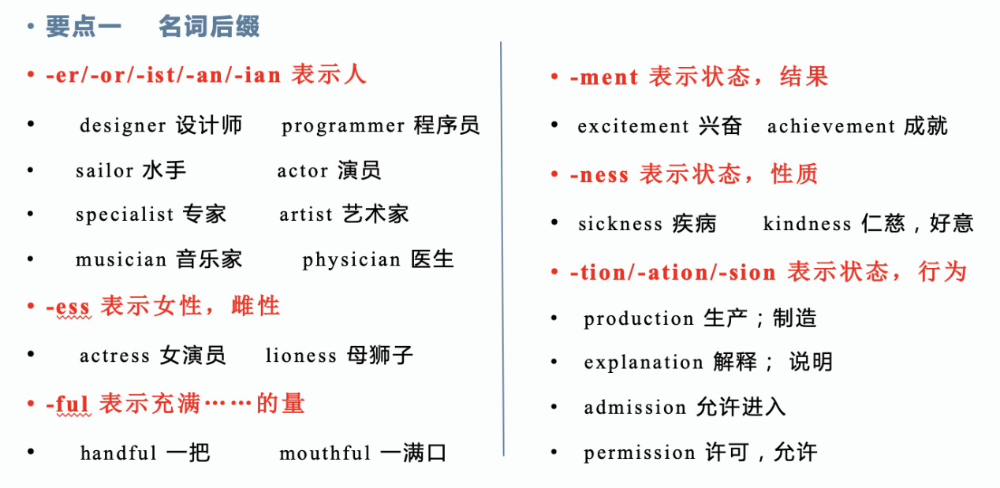 • 要点一 名词后缀
• -er/-or/-ist/-an/-ian 表示人
• designer 设计师 programmer 程序员
• sailor 水手 actor 演员
• specialist 专家 artist 艺术家
• musician 音乐家 physician 医生
• -ess 表示女性，雌性
• actress 女演员 lioness 母狮子
• -ful 表示充满……的量
• handful 一把 mouthful 一满口
• -ment 表示状态，结果
• excitement 兴奋 achievement 成就
• -ness 表示状态，性质
• sickness 疾病 kindness 仁慈，好意
• -tion/-ation/-sion 表示状态，行为
• production 生产；制造
• explanation 解释； 说明
• admission 允许进入
• permission 许可，允许